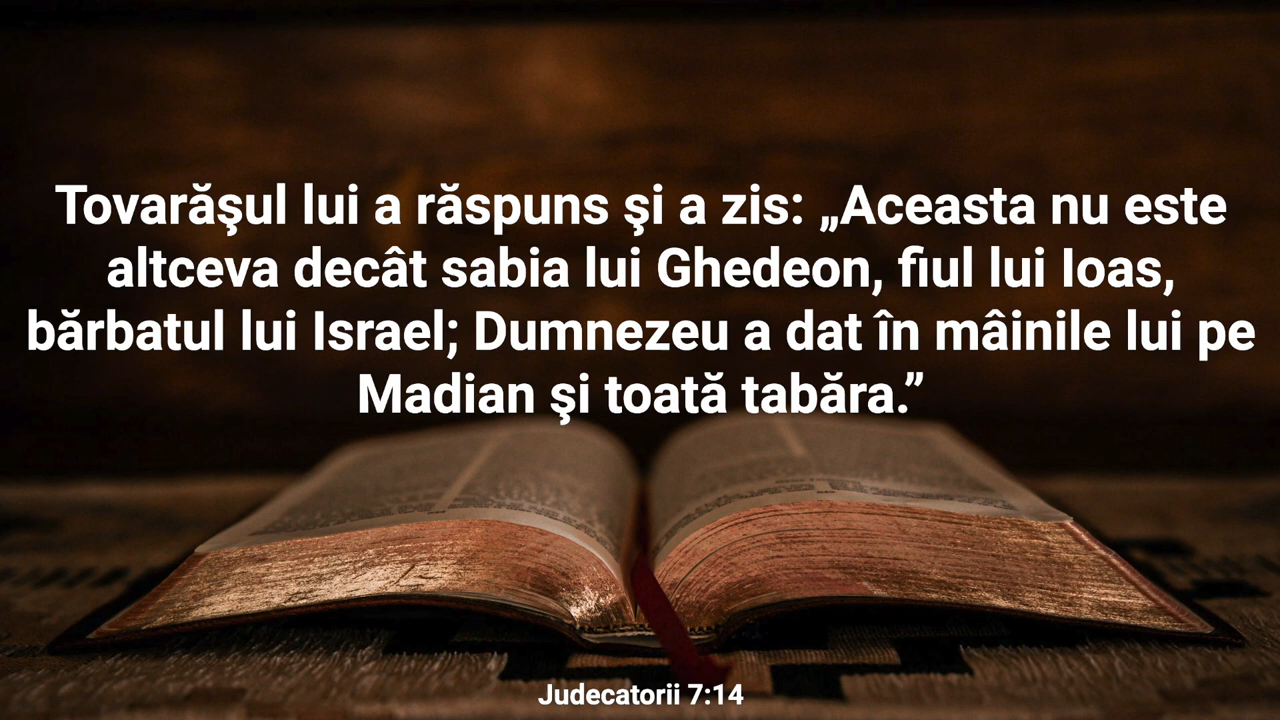 Tovarăşul lui a răspuns şi a zis: „Aceasta nu este
altceva decât sabia lui Ghedeon, fiul lui Ioas,
bărbatul lui Israel; Dumnezeu a dat în mâinile lui pe
Madian şi toată tabăra.”
Judecatorii 7:14